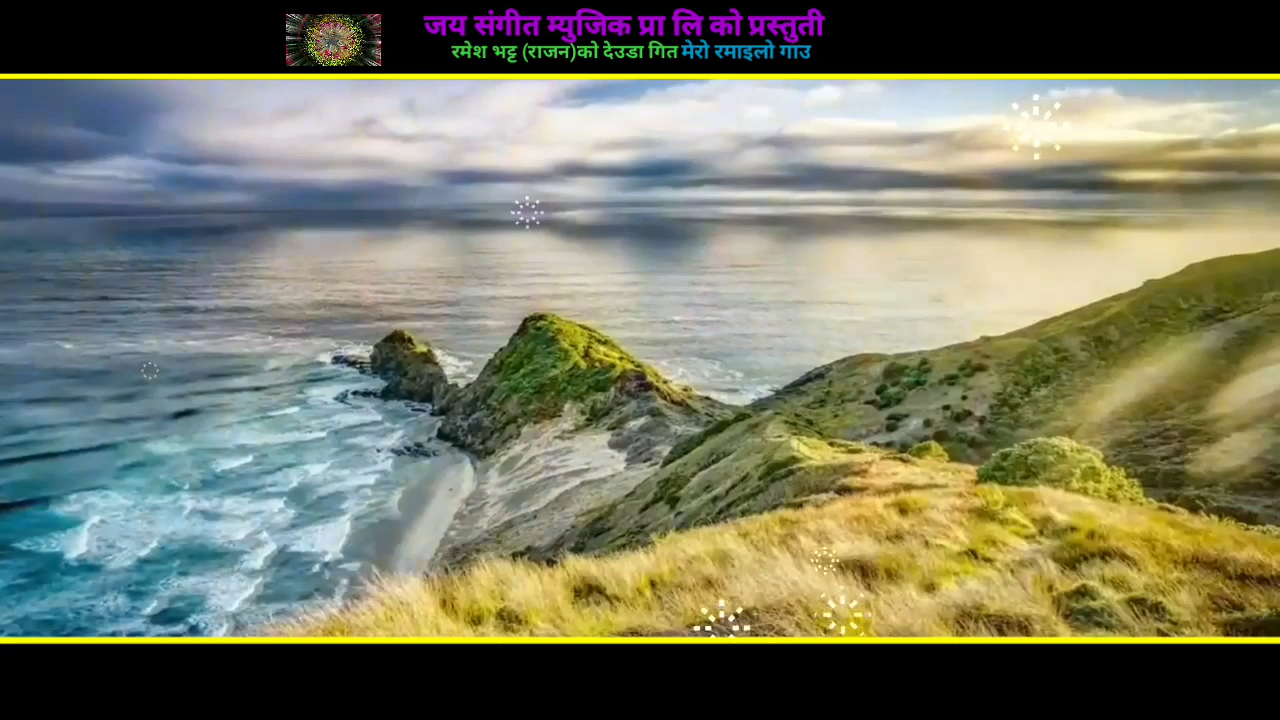 जय संगीत म्युजिक प्रा लि को प्रस्तुती
रमेश भट्ट (राजन)को देउडा गित मेरो रमाइलो गाउ